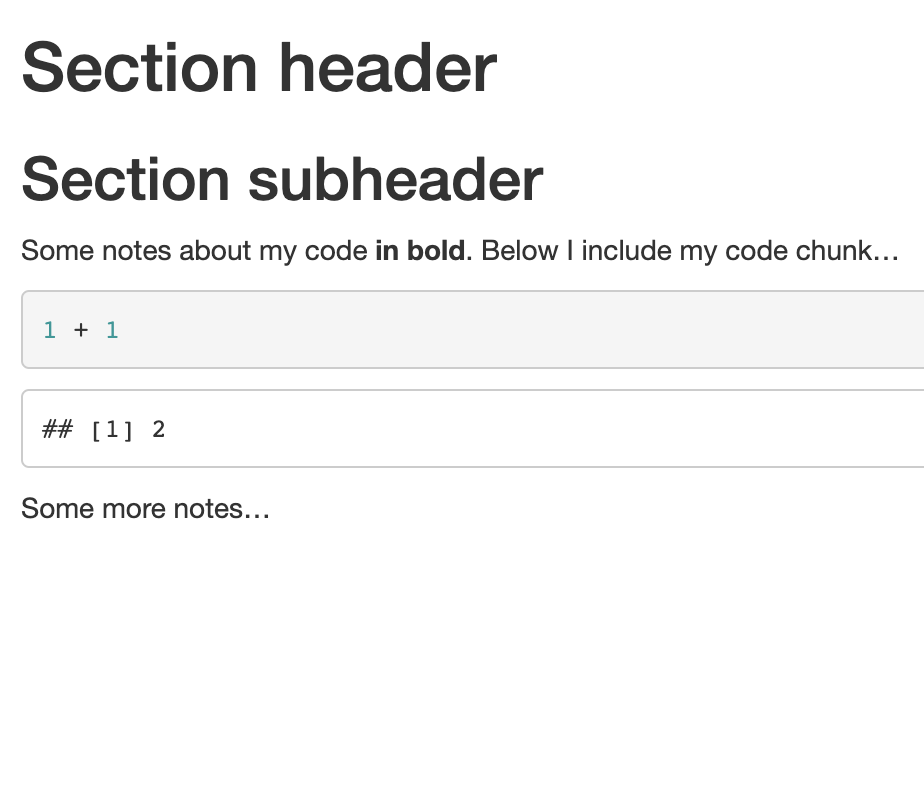 Section header
Section subheader
Some notes about my code in bold. Below I include my code chunk…
1 + 1
## [1] 2
Some more notes…